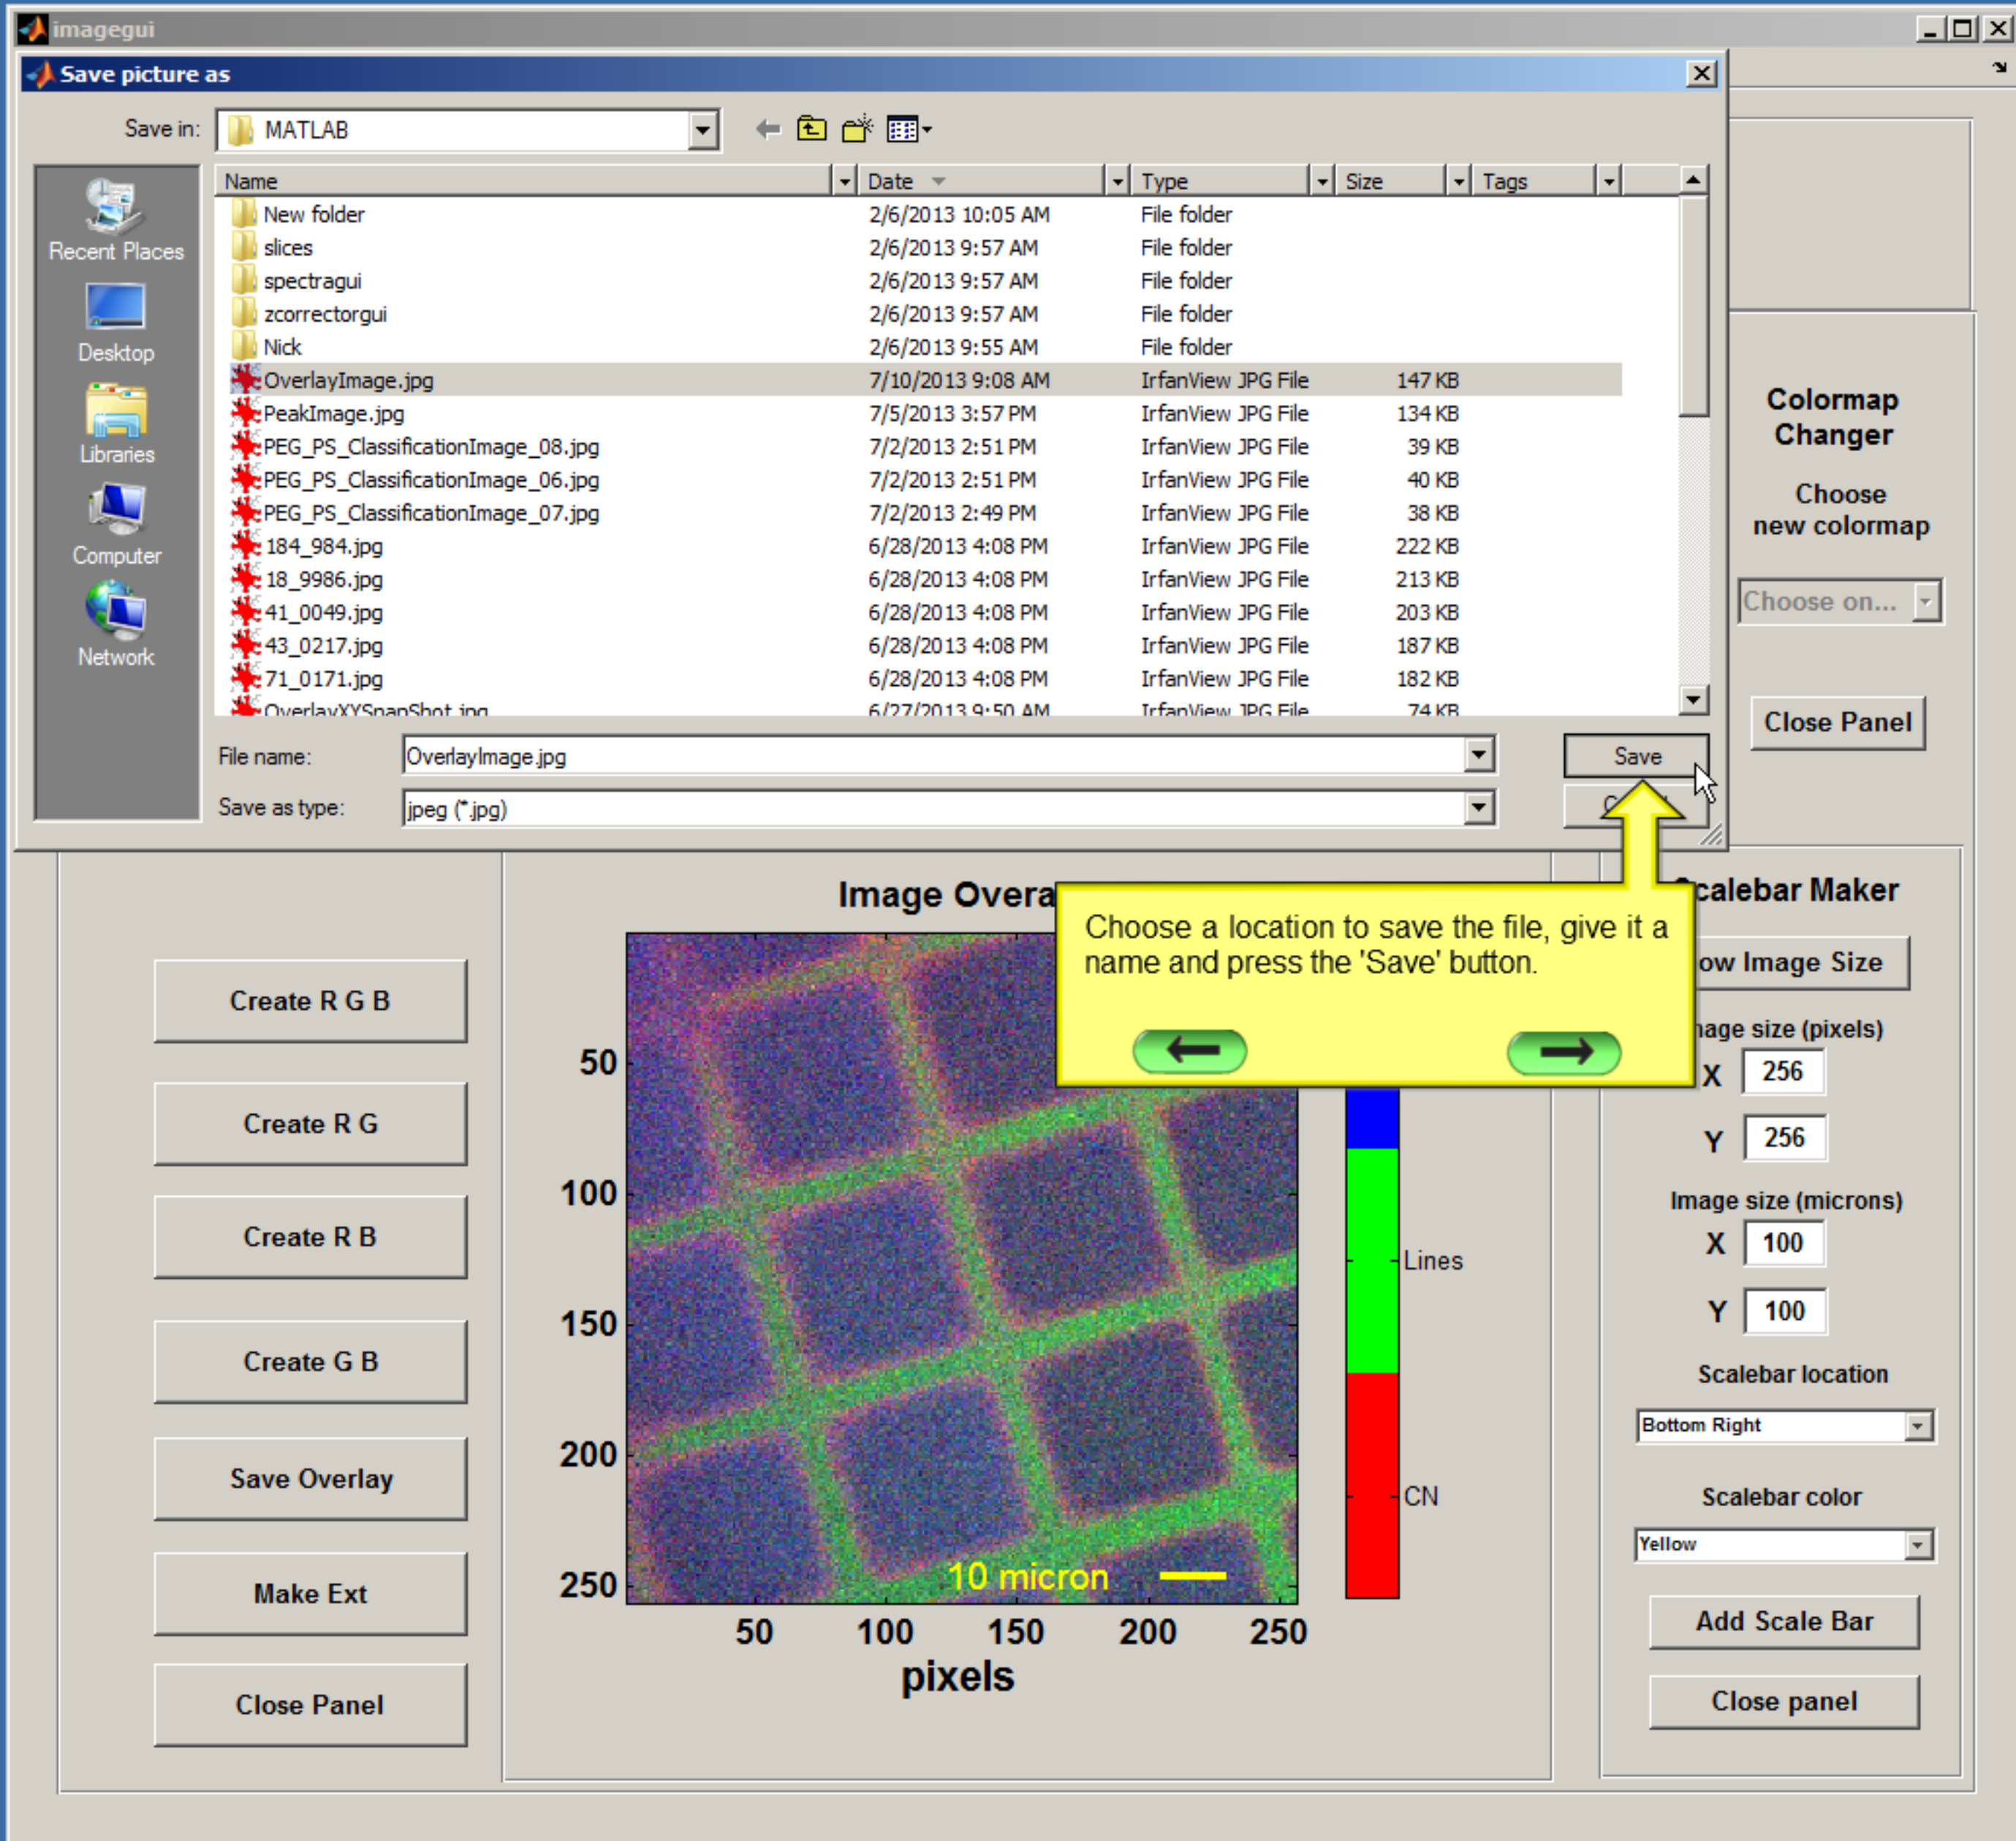 imagegui
Save picture as
Save in: MATLAB
Name Date Type Size Tags
New folder 2/6/2013 10:05 AM File folder
slices 2/6/2013 9:57 AM File folder
spectragui 2/6/2013 9:57 AM File folder
zcorrectorgui 2/6/2013 9:57 AM File folder
Nick 2/6/2013 9:55 AM File folder
OverlayImage.jpg 7/10/2013 9:08 AM IrfanView JPG File 147 KB
PeakImage.jpg 7/5/2013 3:57 PM IrfanView JPG File 134 KB
PEG_PS_ClassificationImage_08.jpg 7/2/2013 2:51 PM IrfanView JPG File 39 KB
PEG_PS_ClassificationImage_06.jpg 7/2/2013 2:51 PM IrfanView JPG File 40 KB
PEG_PS_ClassificationImage_07.jpg 7/2/2013 2:49 PM IrfanView JPG File 38 KB
184_984.jpg 6/28/2013 4:08 PM IrfanView JPG File 222 KB
18_9986.jpg 6/28/2013 4:08 PM IrfanView JPG File 213 KB
41_0049.jpg 6/28/2013 4:08 PM IrfanView JPG File 203 KB
43_0217.jpg 6/28/2013 4:08 PM IrfanView JPG File 187 KB
71_0171.jpg 6/28/2013 4:08 PM IrfanView JPG File 182 KB
OverlayXYSnapShot.jpg 6/27/2013 9:50 AM IrfanView JPG File 74 KB
Recent Places
Desktop
Libraries
Computer
Network
File name: OverlayImage.jpg
Save
Save as type: jpeg (*.jpg)
Colormap
Changer
Choose
new colormap
Choose on...
Close Panel
Choose a location to save the file, give it a
name and press the 'Save' button.
Create R G B
Create R G
Create R B
Create G B
Save Overlay
Make Ext
Close Panel
Image Overa
50
100
150
200
250
10 micron
50 100 150 200 250
pixels
Lines
CN
calebar Maker
ow Image Size
nage size (pixels)
X 256
Y 256
Image size (microns)
X 100
Y 100
Scalebar location
Bottom Right
Scalebar color
Yellow
Add Scale Bar
Close panel